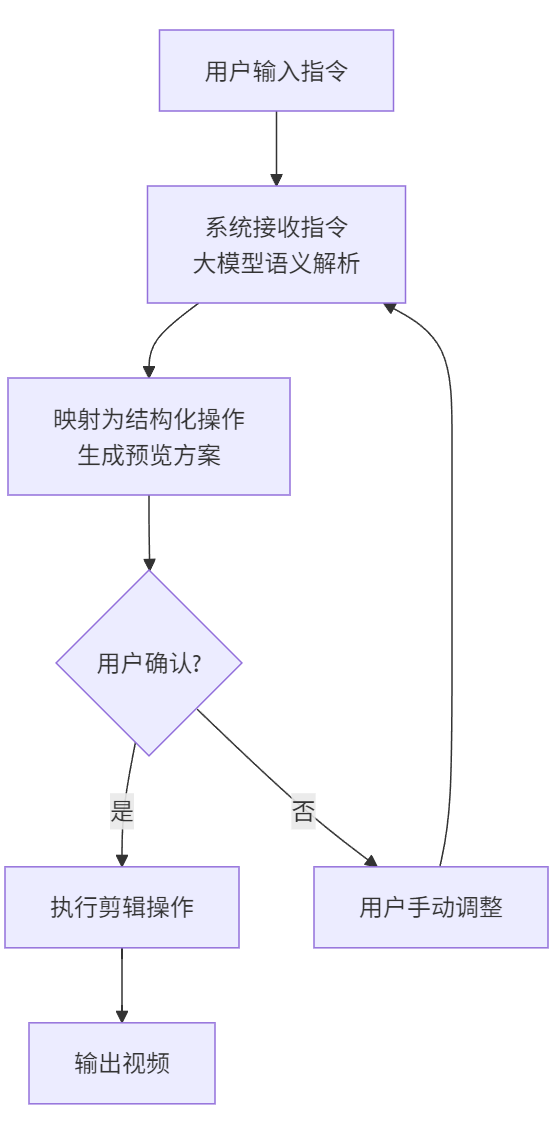 用户输入指令
系统接收指令
大模型语义解析
映射为结构化操作
生成预览方案
用户确认?
是
否
执行剪辑操作
用户手动调整
输出视频